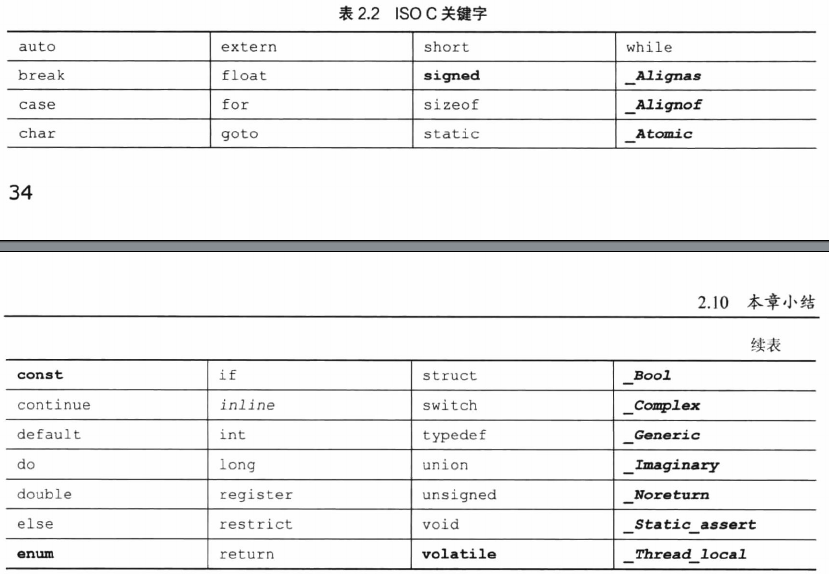 表 2.2 ISO C 关键字
auto extern short while
break float signed _Alignas
case for sizeof _Alignof
char goto static _Atomic
34
2.10 本章小结
续表
const if struct _Bool
continue inline switch _Complex
default int typedef _Generic
do long union _Imaginary
double register unsigned _Noreturn
else restrict void _Static_assert
enum return volatile _Thread_local